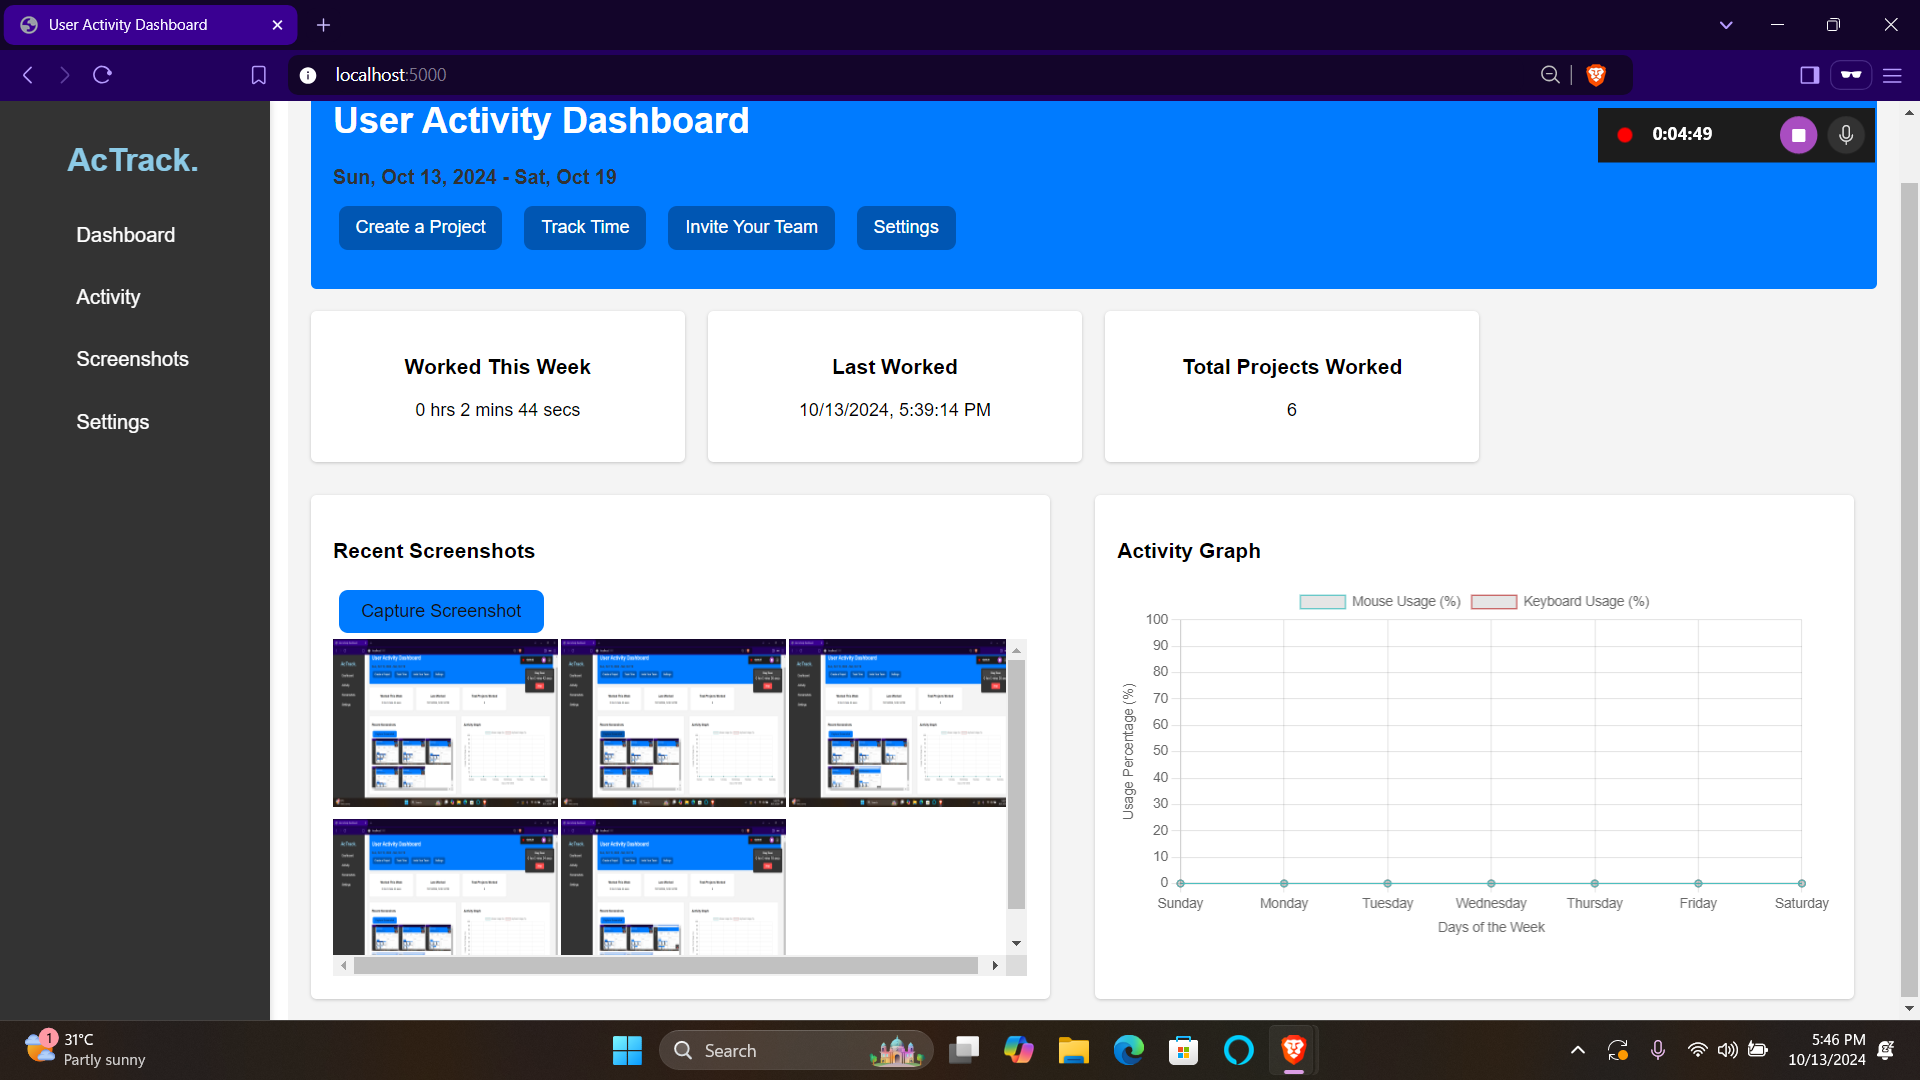 User Activity Dashboard
localhost:5000
AcTrack.
Dashboard
Activity
Screenshots
Settings
User Activity Dashboard
0:04:49
Sun, Oct 13, 2024 - Sat, Oct 19
Create a Project
Track Time
Invite Your Team
Settings
Worked This Week
0 hrs 2 mins 44 secs
Last Worked
10/13/2024, 5:39:14 PM
Total Projects Worked
6
Recent Screenshots
Capture Screenshot
Activity Graph
Mouse Usage (%)
Keyboard Usage (%)
100
90
80
70
60
50
40
30
20
10
0
Usage Percentage (%)
Sunday
Monday
Tuesday
Wednesday
Thursday
Friday
Saturday
Days of the Week
1
31°C
Partly sunny
Search
5:46 PM
10/13/2024